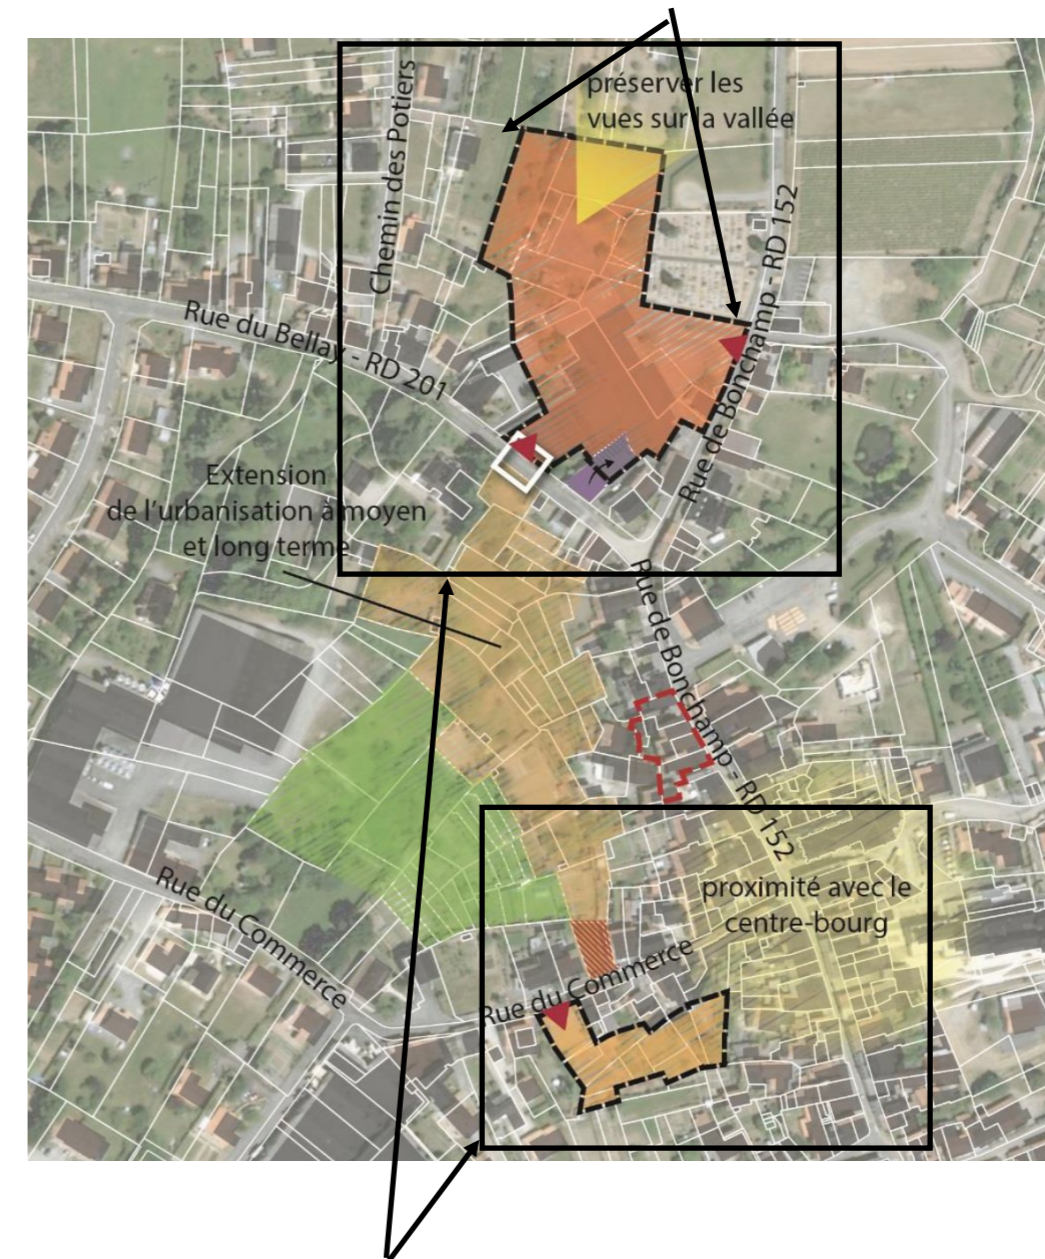 préserver les
vues sur la vallée
Chemin des Potiers
Rue de Bonchamp - RD 152
Rue du Bellay - RD 201
Extension
de l'urbanisation à moyen
et long terme
Rue de Bonchamp - RD 152
proximité avec le
centre-bourg
Rue du Commerce
Rue du Commerce